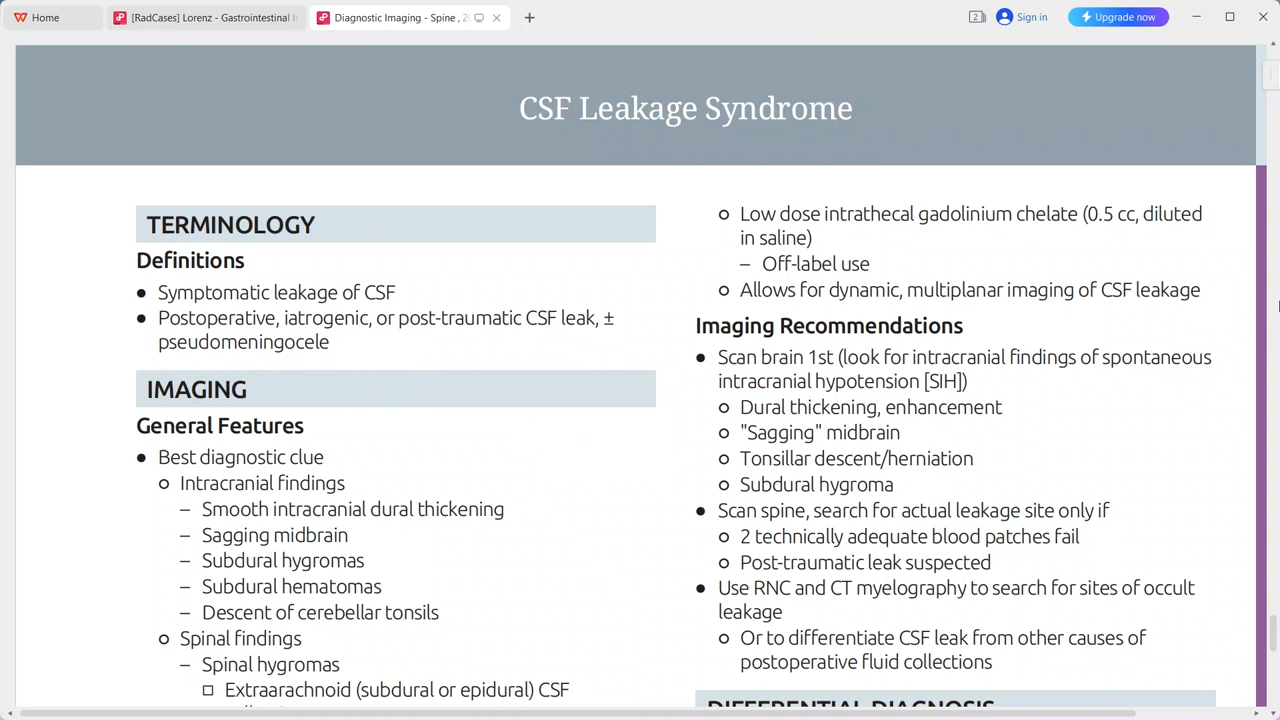 Home
[RadCases] Lorenz - Gastrointestinal
Diagnostic Imaging - Spine ,
2
Sign in
Upgrade now
CSF Leakage Syndrome
TERMINOLOGY
Definitions
● Symptomatic leakage of CSF
● Postoperative, iatrogenic, or post-traumatic CSF leak, ±
pseudomeningocele
IMAGING
General Features
● Best diagnostic clue
○ Intracranial findings
– Smooth intracranial dural thickening
– Sagging midbrain
– Subdural hygromas
– Subdural hematomas
– Descent of cerebellar tonsils
○ Spinal findings
– Spinal hygromas
□ Extraarachnoid (subdural or epidural) CSF
○ Low dose intrathecal gadolinium chelate (0.5 cc, diluted
in saline)
– Off-label use
○ Allows for dynamic, multiplanar imaging of CSF leakage
Imaging Recommendations
● Scan brain 1st (look for intracranial findings of spontaneous
intracranial hypotension [SIH])
○ Dural thickening, enhancement
○ "Sagging" midbrain
○ Tonsillar descent/herniation
○ Subdural hygroma
● Scan spine, search for actual leakage site only if
○ 2 technically adequate blood patches fail
○ Post-traumatic leak suspected
● Use RNC and CT myelography to search for sites of occult
leakage
○ Or to differentiate CSF leak from other causes of
postoperative fluid collections
DIFFERENTIAL DIAGNOSIS